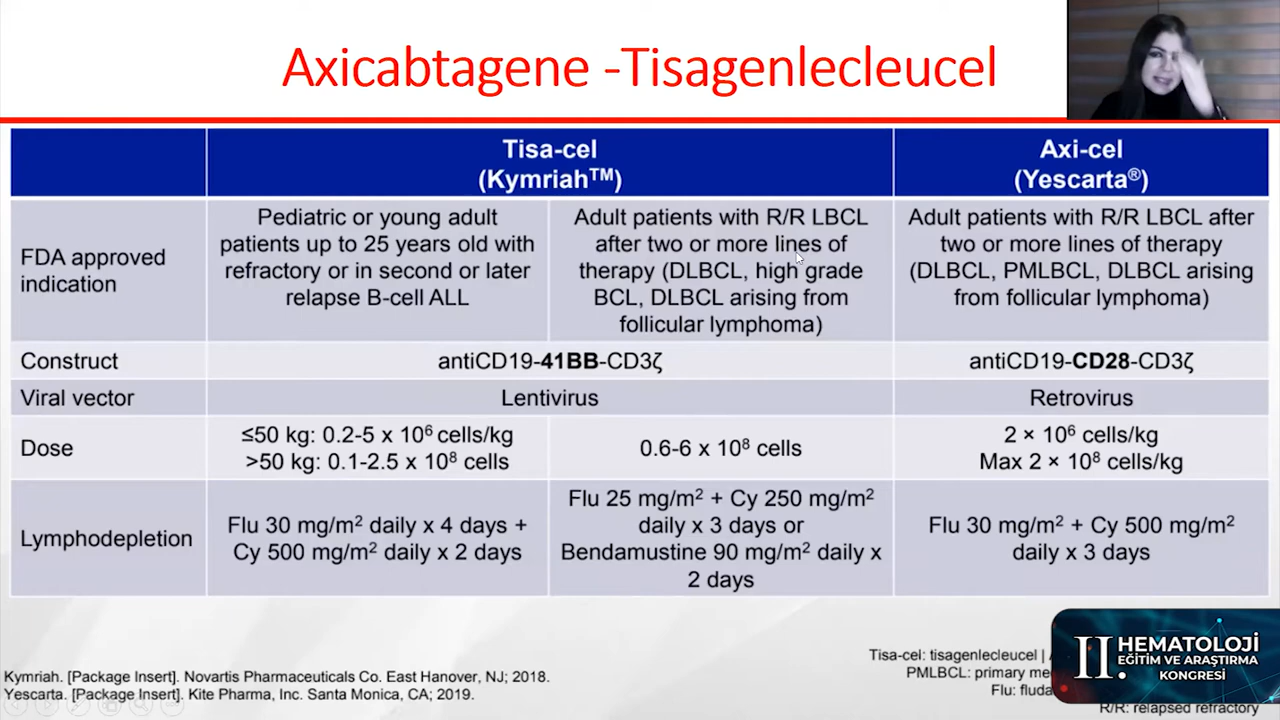 Axicabtagene -Tisagenlecleucel
Tisa-cel
(Kymriah™)
Axi-cel
(Yescarta®)
FDA approved
indication
Pediatric or young adult
patients up to 25 years old with
refractory or in second or later
relapse B-cell ALL
Adult patients with R/R LBCL
after two or more lines of
therapy (DLBCL, high grade
BCL, DLBCL arising from
follicular lymphoma)
Adult patients with R/R LBCL after
two or more lines of therapy
(DLBCL, PMLBCL, DLBCL arising
from follicular lymphoma)
Construct
antiCD19-41BB-CD3ζ
antiCD19-CD28-CD3ζ
Viral vector
Lentivirus
Retrovirus
Dose
≤50 kg: 0.2-5 x 10⁶ cells/kg
>50 kg: 0.1-2.5 x 10⁸ cells
0.6-6 x 10⁸ cells
2 × 10⁶ cells/kg
Max 2 × 10⁸ cells/kg
Lymphodepletion
Flu 30 mg/m² daily x 4 days +
Cy 500 mg/m² daily x 2 days
Flu 25 mg/m² + Cy 250 mg/m²
daily x 3 days or
Bendamustine 90 mg/m² daily x
2 days
Flu 30 mg/m² + Cy 500 mg/m²
daily x 3 days
Kymriah. [Package Insert]. Novartis Pharmaceuticals Co. East Hanover, NJ; 2018.
Yescarta. [Package Insert]. Kite Pharma, Inc. Santa Monica, CA; 2019.
Tisa-cel: tisagenlecleucel |
PMLBCL: primary
Flu:
R/R: relapsed refractory
II. HEMATOLOJİ
EĞİTİM VE ARAŞTIRMA
KONGRESİ